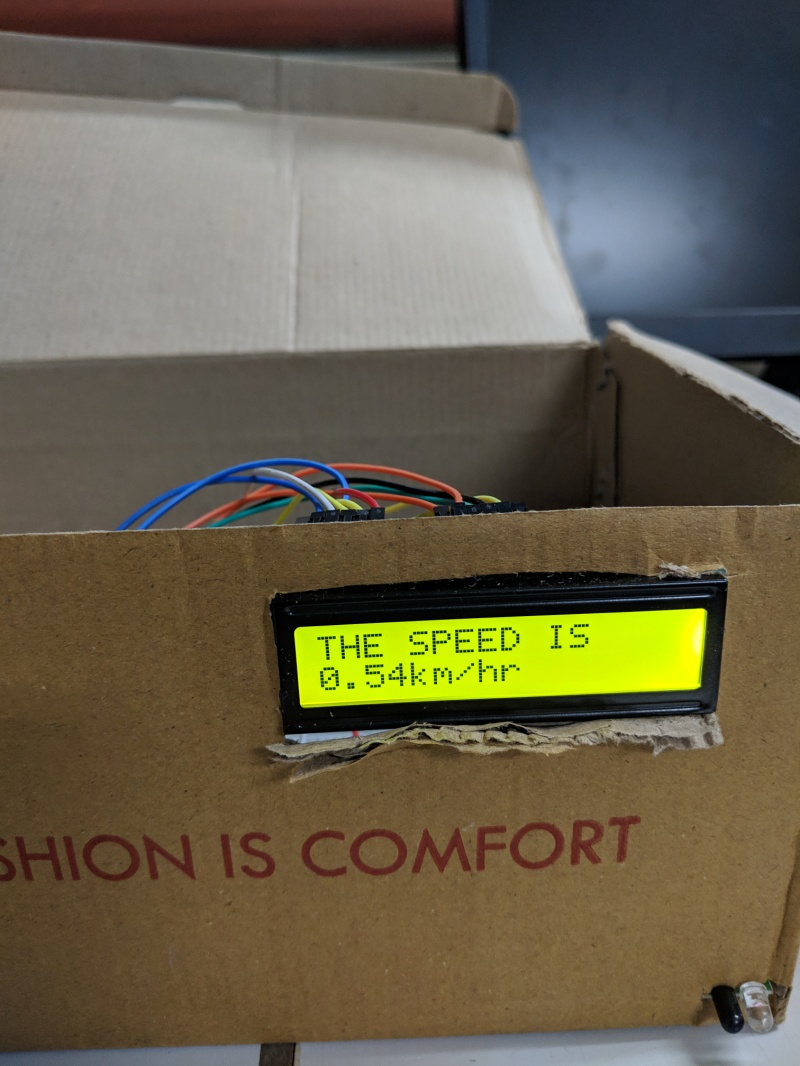 THE SPEED IS
0.54km/hr
SHION IS COMFORT